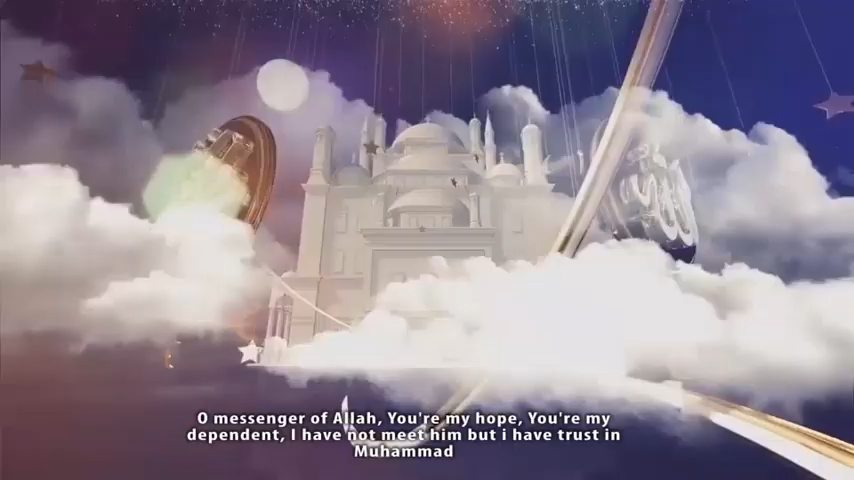 O messenger of Allah, You're my hope, You're my
dependent, I have not meet him but i have trust in
Muhammad